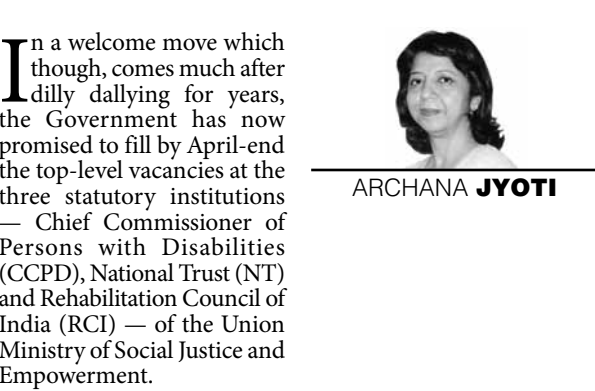 In a welcome move which
though, comes much after
dilly dallying for years,
the Government has now
promised to fill by April-end
the top-level vacancies at the
three statutory institutions
— Chief Commissioner of
Persons with Disabilities
(CCPD), National Trust (NT)
and Rehabilitation Council of
India (RCI) — of the Union
Ministry of Social Justice and
Empowerment.
ARCHANA JYOTI